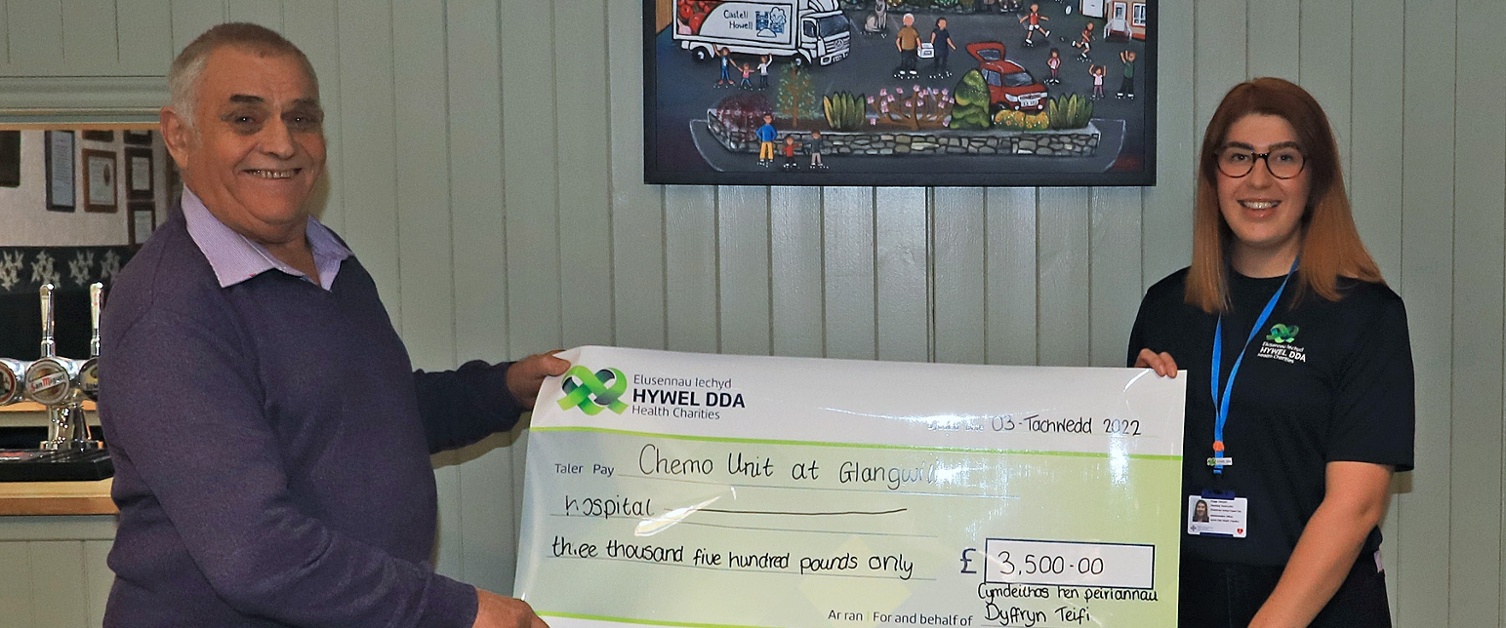 Castell
Howell
San Miguel
Elusennau Iechyd
HYWEL DDA
Health Charities
03-Tachwedd 2022
Taler Pay Chemo Unit at
hospital
three thousand five hundred pounds only £ 3,500-00
Cymdeithas hen peiriannau
Ar ran For and behalf of Dyffryn Teifi
Elusennau Iechyd
HYWEL DDA
Health Charities